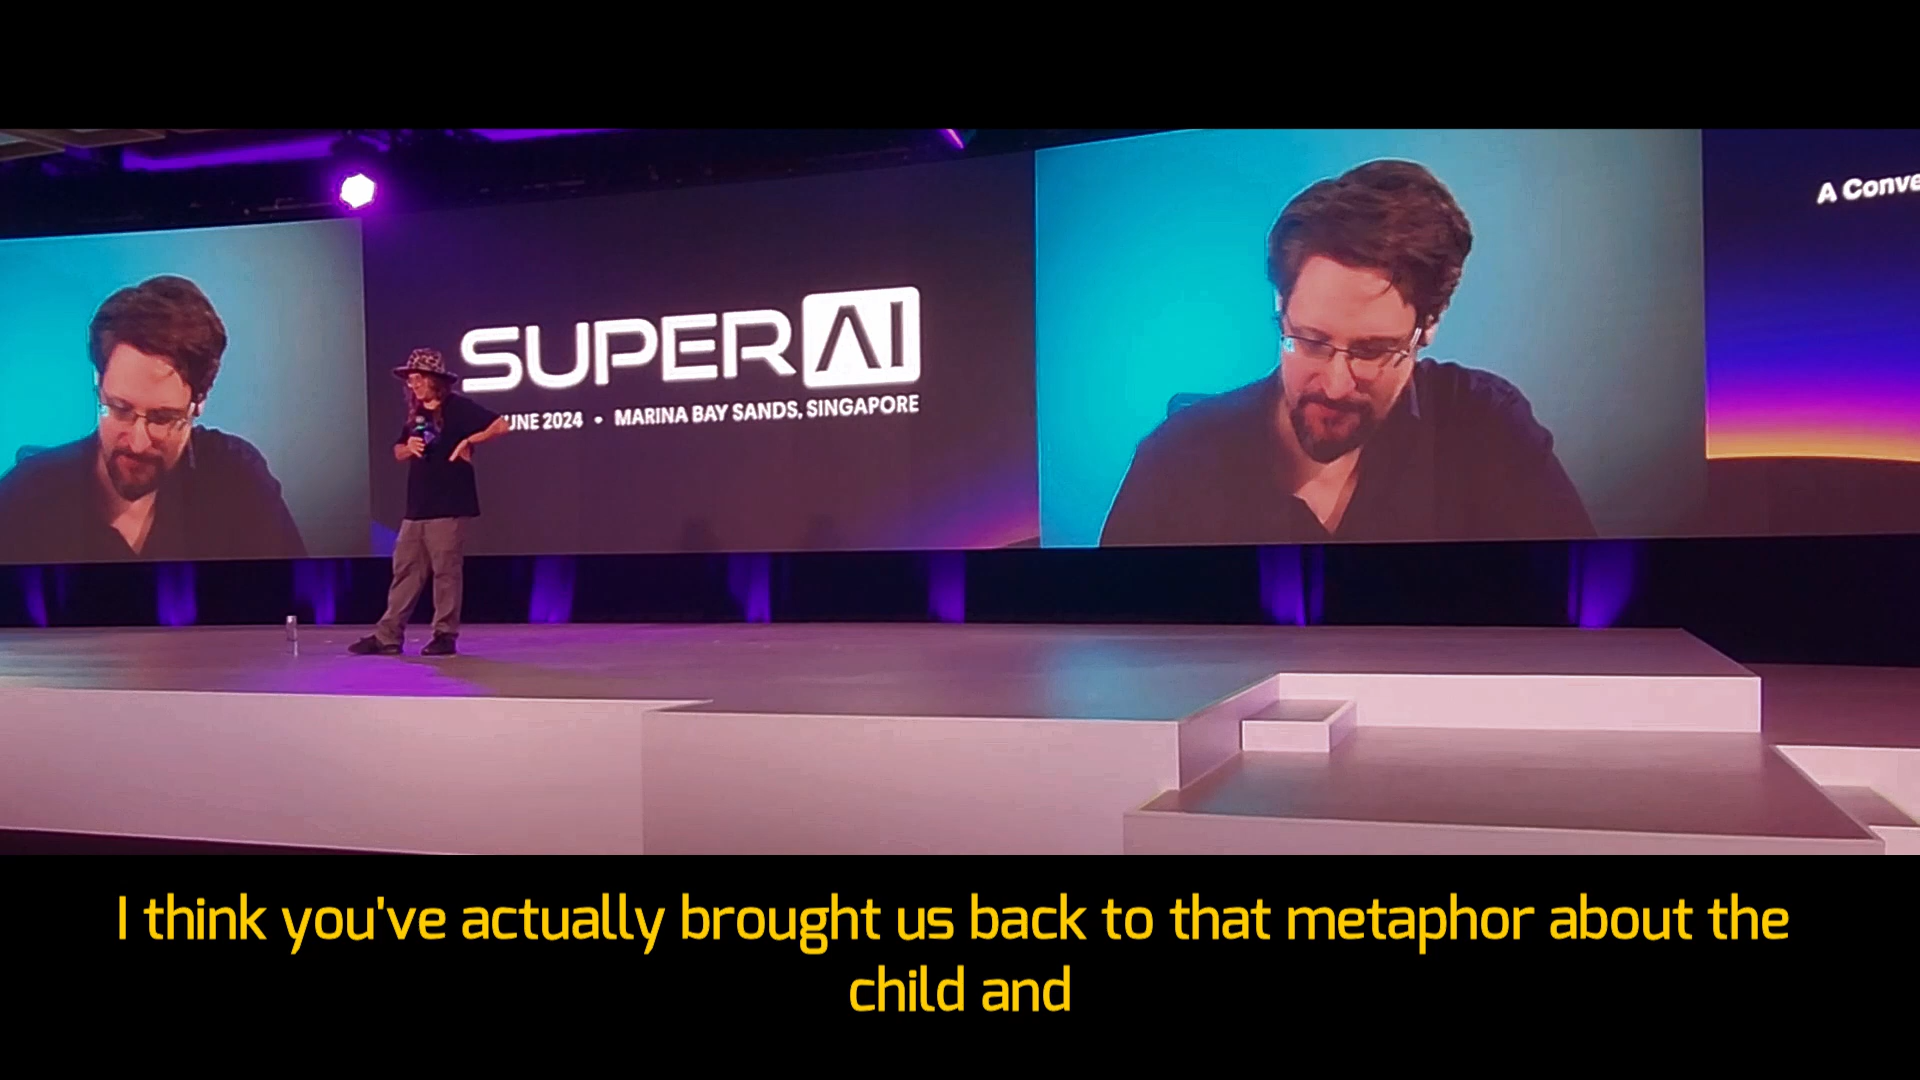 SUPER AI
UNE 2024 • MARINA BAY SANDS, SINGAPORE
A Conve
I think you've actually brought us back to that metaphor about the
child and